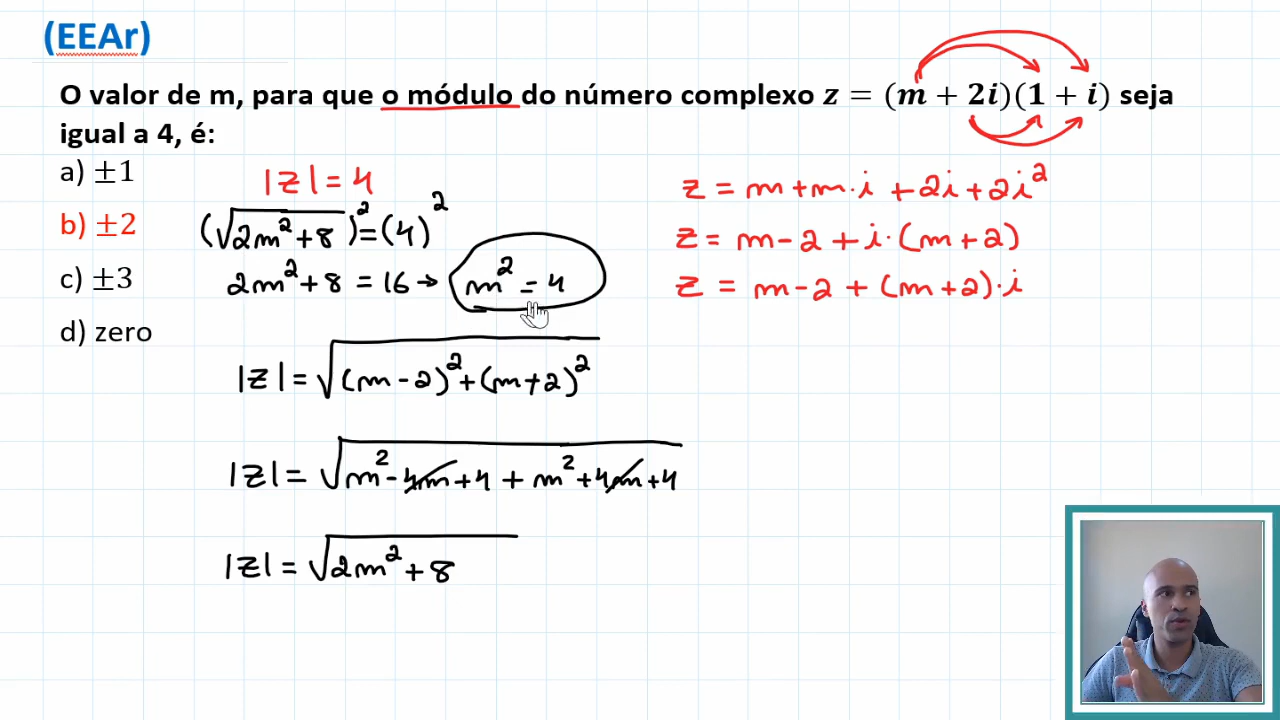 (EEAr)
O valor de m, para que o módulo do número complexo z = (m + 2i)(1 + i) seja
igual a 4, é:
a) ±1
b) ±2
c) ±3
d) zero
|z| = 4
(√(2m²+8))² = (4)²
2m²+8 = 16 → m² = 4
|z| = √((m-2)²+(m+2)²)
|z| = √(m²-4m+4 + m²+4m+4)
|z| = √(2m²+8)
z = m+m·i +2i+2i²
z = m-2 + i·(m+2)
z = m-2 + (m+2)·i